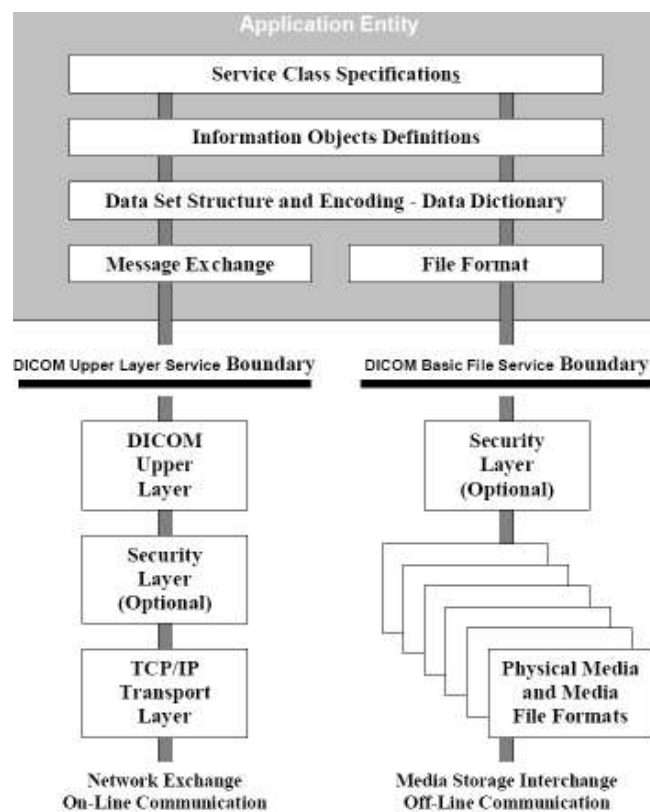 Application Entity
Service Class Specifications
Information Objects Definitions
Data Set Structure and Encoding - Data Dictionary
Message Exchange
File Format
DICOM Upper Layer Service Boundary
DICOM Basic File Service Boundary
DICOM
Upper
Layer
Security
Layer
(Optional)
Security
Layer
(Optional)
TCP/IP
Transport
Layer
Physical Media
and Media
File Formats
Network Exchange
On-Line Communication
Media Storage Interchange
Off-Line Communication